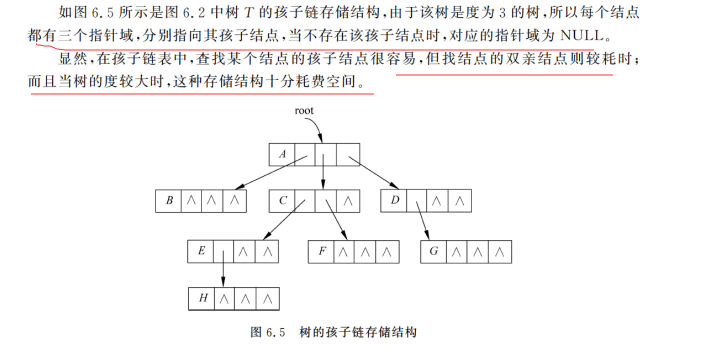 如图 6.5 所示是图 6.2 中树 T 的孩子链存储结构,由于该树是度为 3 的树,所以每个结点
都有三个指针域,分别指向其孩子结点,当不存在该孩子结点时,对应的指针域为 NULL。
显然,在孩子链表中,查找某个结点的孩子结点很容易,但找结点的双亲结点则较耗时;
而且当树的度较大时,这种存储结构十分耗费空间。
root
A
B ∧ ∧ ∧ C ∧ D ∧ ∧
E ∧ ∧ F ∧ ∧ ∧ G ∧ ∧ ∧
H ∧ ∧ ∧
图 6.5 树的孩子链存储结构